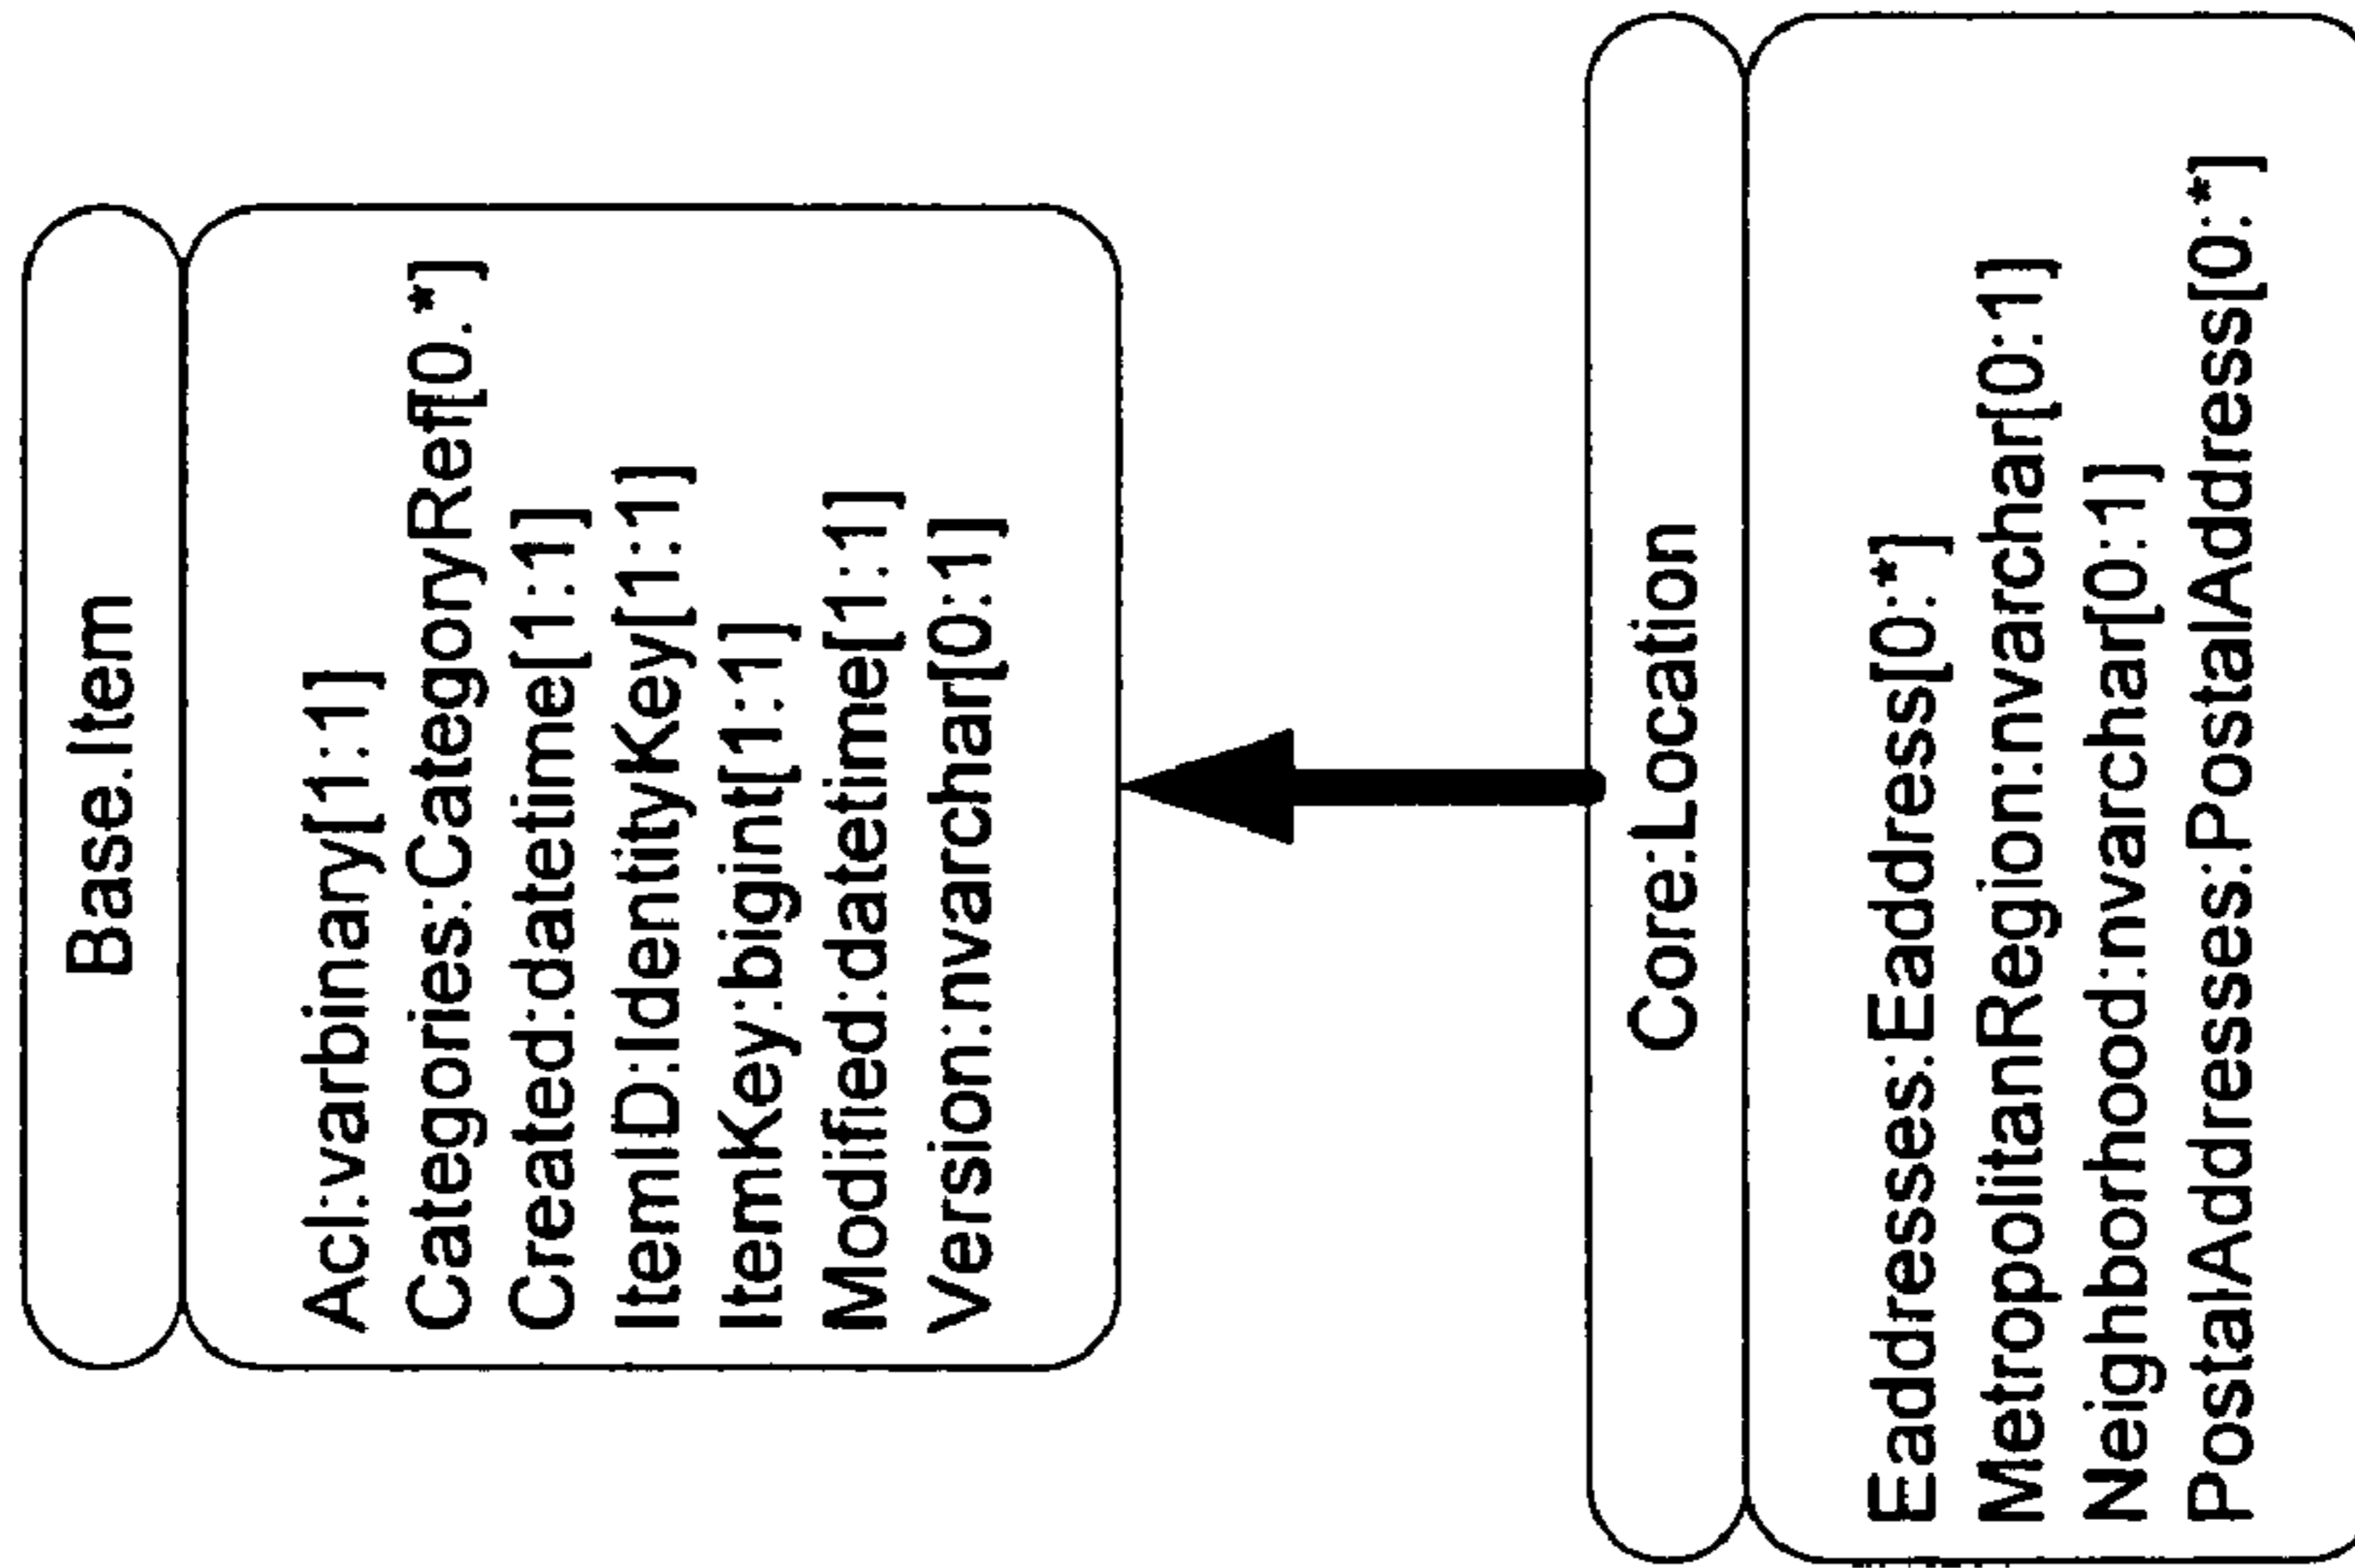 Base.Item
Acl:varbinary[1:1]
Categories:CategoryRef[0.*]
Created:datetime[1:1]
ItemID:IdentityKey[1:1]
ItemKey:bigint[1:1]
Modified:datetime[1:1]
Version:nvarchar[0:1]
Core:Location
Eaddresses:Eaddress[0:*]
MetropolitanRegion:nvarchar[0:1]
Neighborhood:nvarchar[0:1]
PostalAddresses:PostalAddress[0:*]